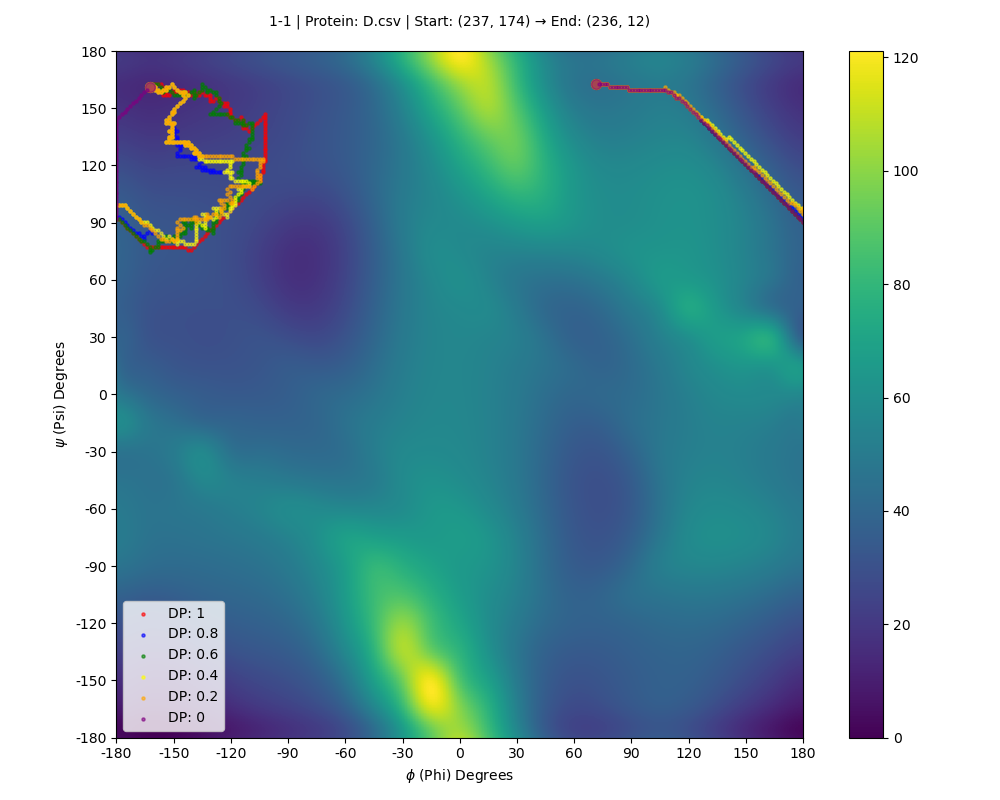 1-1 | Protein: D.csv | Start: (237, 174) → End: (236, 12)
180
150
120
90
60
30
0
-30
-60
-90
-120
-150
-180
ψ (Psi) Degrees
DP: 1
DP: 0.8
DP: 0.6
DP: 0.4
DP: 0.2
DP: 0
-180 -150 -120 -90 -60 -30 0 30 60 90 120 150 180
ϕ (Phi) Degrees
120
100
80
60
40
20
0